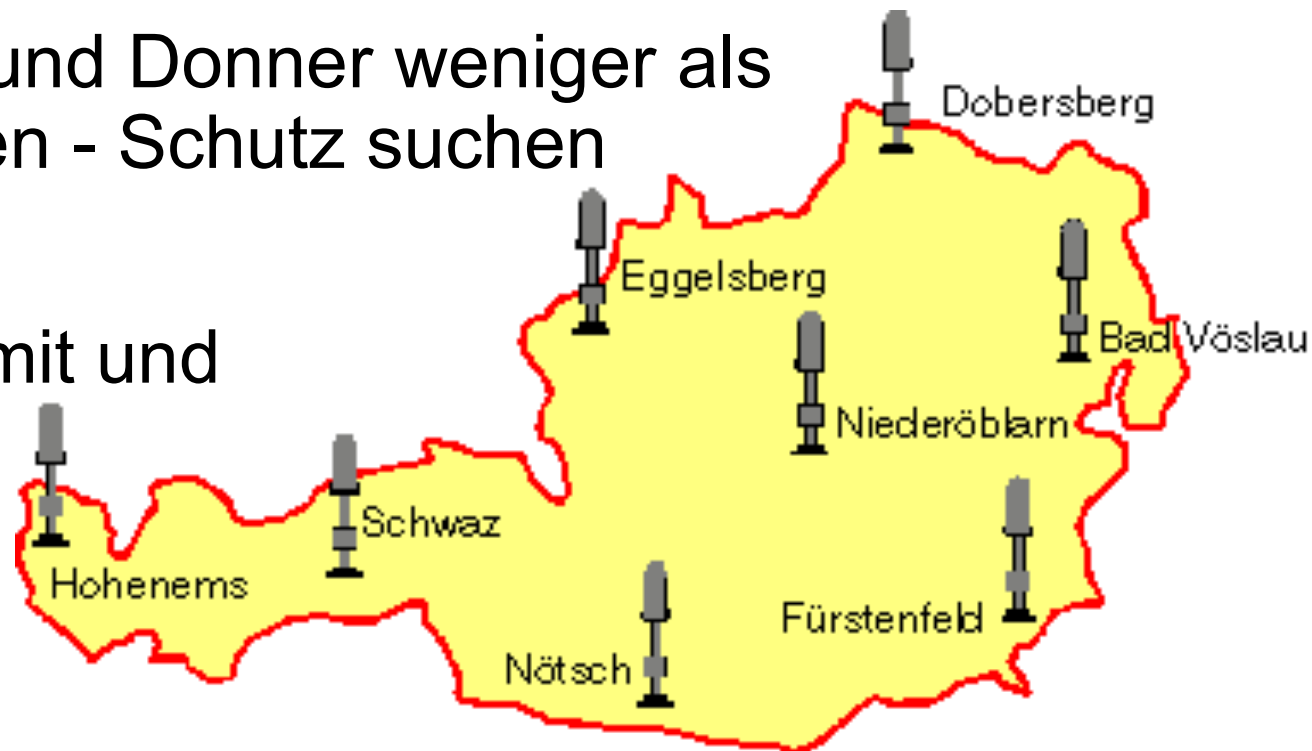 und Donner weniger als
en - Schutz suchen
mit und
Dobersberg
Eggelsberg
Bad Vöslau
Niederöblarn
Schwaz
Hohenems
Fürstenfeld
Nötsch